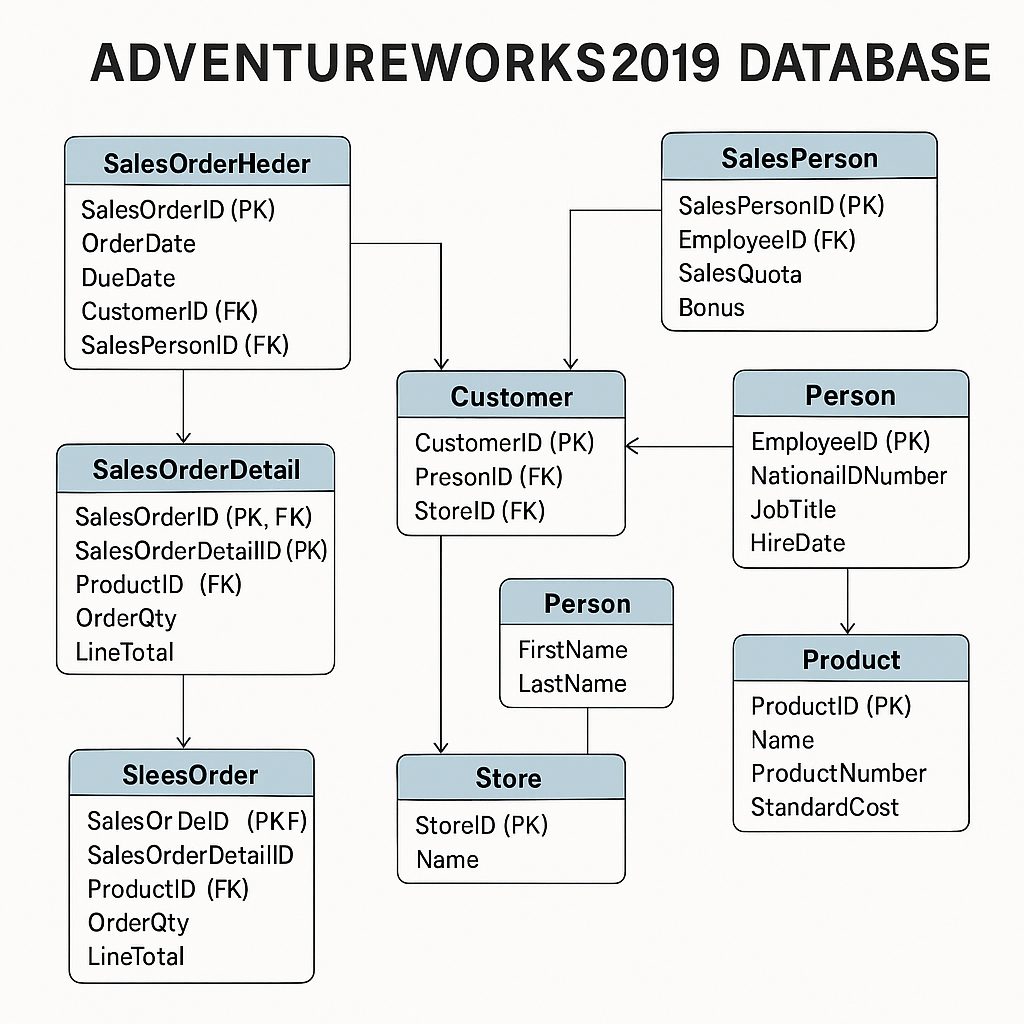 ADVENTUREWORKS2019 DATABASE
SalesOrderHeder
SalesOrderID (PK)
OrderDate
DueDate
CustomerID (FK)
SalesPersonID (FK)
SalesPerson
SalesPersonID (PK)
EmployeeID (FK)
SalesQuota
Bonus
Customer
CustomerID (PK)
PresonID (FK)
StoreID (FK)
Person
EmployeeID (PK)
NationailDNumber
JobTitle
HireDate
SalesOrderDetail
SalesOrderID (PK, FK)
SalesOrderDetailID (PK)
ProductID (FK)
OrderQty
LineTotal
Person
FirstName
LastName
Product
ProductID (PK)
Name
ProductNumber
StandardCost
SleesOrder
SalesOr DeID (PKF)
SalesOrderDetailID
ProductID (FK)
OrderQty
LineTotal
Store
StoreID (PK)
Name